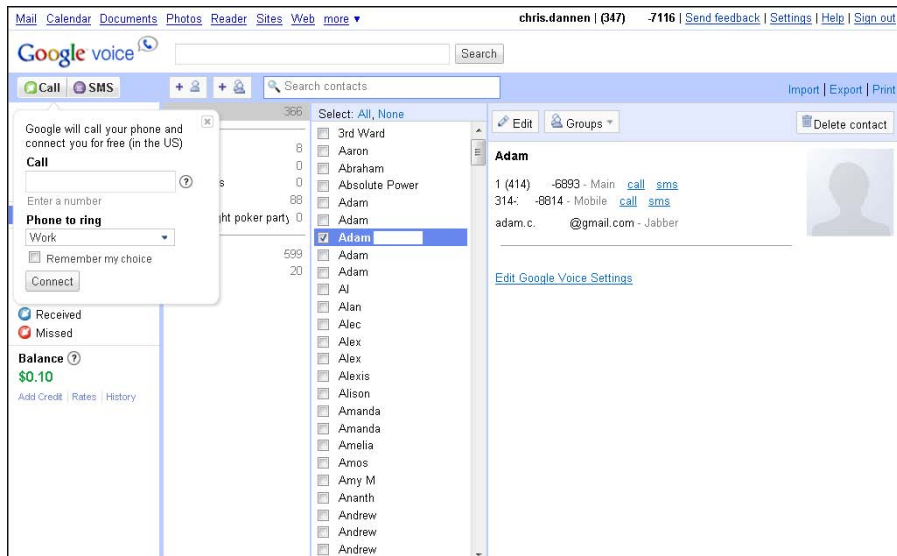 Mail Calendar Documents Photos Reader Sites Web more ▼
chris.dannen | (347) -7116 | Send feedback | Settings | Help | Sign out
Google voice
Search
Call SMS
+ +
Search contacts
Import | Export | Print
Google will call your phone and
connect you for free (in the US)
Call
Enter a number
Phone to ring
Work
Remember my choice
Connect
Received
Missed
Balance ?
$0.10
Add Credit | Rates | History
366
8
0
s 0
88
ght poker party 0
599
20
Select: All, None
3rd Ward
Aaron
Abraham
Absolute Power
Adam
Adam
Adam
Adam
Adam
Al
Alan
Alec
Alex
Alex
Alexis
Alison
Amanda
Amanda
Amelia
Amos
Amy M
Ananth
Andrew
Andrew
Andrew
Edit Groups
Delete contact
Adam
1 (414) -6893 - Main call sms
314- -8814 - Mobile call sms
adam.c. @gmail.com - Jabber
Edit Google Voice Settings